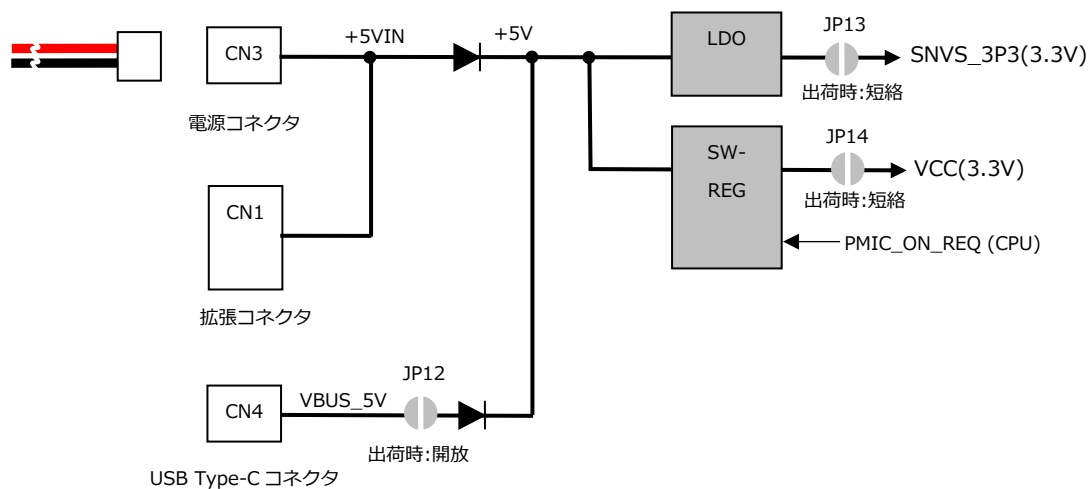 +5VIN
+5V
CN3
電源コネクタ
LDO
JP13
SNVS_3P3(3.3V)
出荷時:短絡
SW-
REG
JP14
VCC(3.3V)
出荷時:短絡
PMIC_ON_REQ (CPU)
CN1
拡張コネクタ
CN4
VBUS_5V
JP12
出荷時:開放
USB Type-C コネクタ